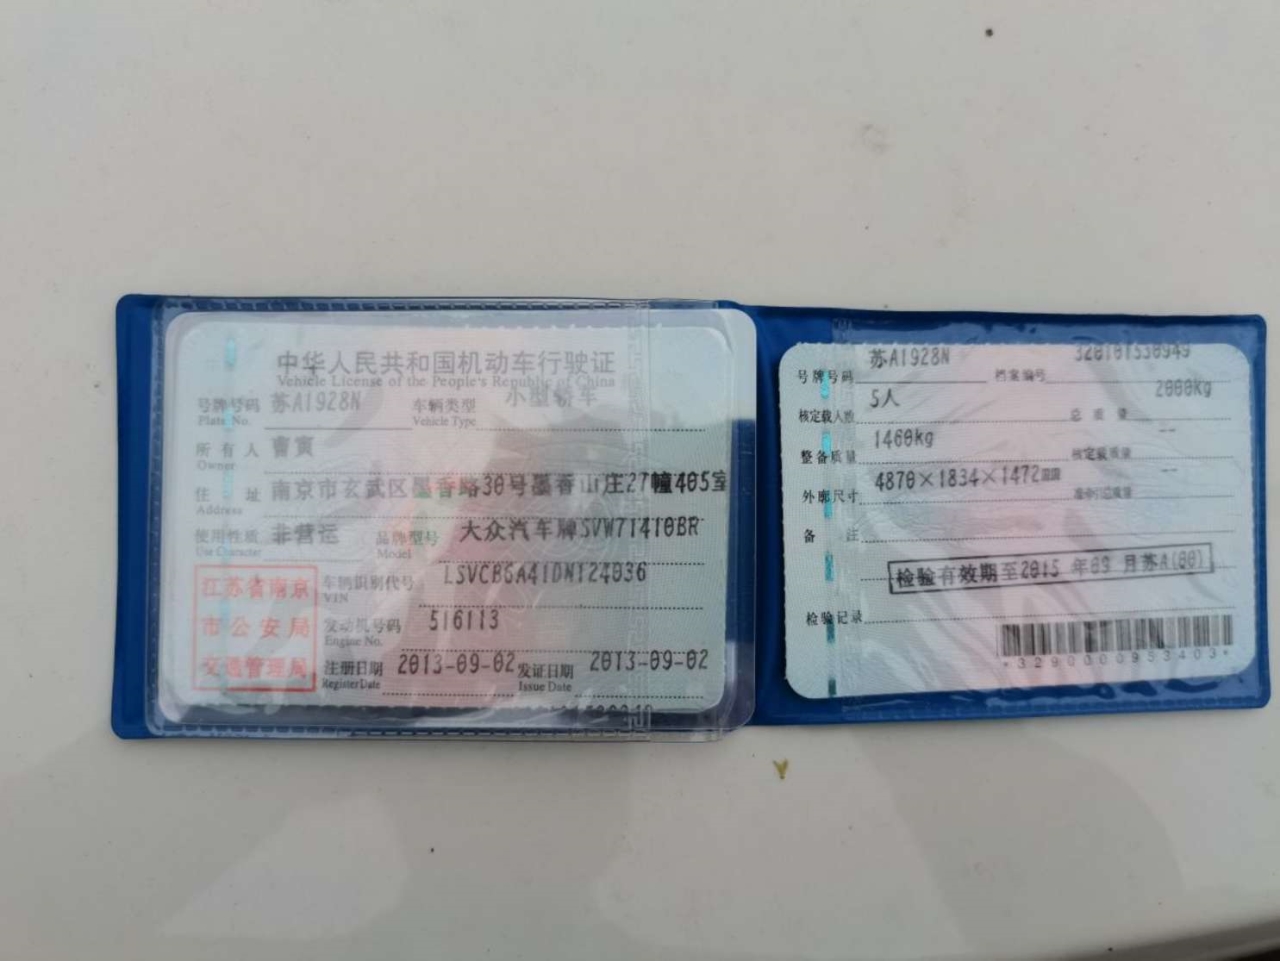 中华人民共和国机动车行驶证
Vehicle License of the People's Republic of China
号牌号码 苏A1928N 车辆类型 小型轿车
Plate No. Vehicle Type
所有人 曹寅
Owner
住址 南京市玄武区墨香路30号墨香山庄27幢405室
Address
使用性质 非营运 品牌型号 大众汽车牌SVW71410BR
Use Character Model
江苏省南京市公安局交通管理局
车辆识别代号 LSVCB6A41DN124036
VIN
发动机号码 516113
Engine No.
注册日期 2013-09-02 发证日期 2013-09-02
Register Date Issue Date
号牌号码 苏A1928N 档案编号 320101530949
核定载人数 5人 总质量 2000kg
整备质量 1460kg 核定载质量 --
外廓尺寸 4870×1834×1472 准牵引总质量 --
备注
检验有效期至2015年09月苏A(00)
检验记录
*3290000953403*